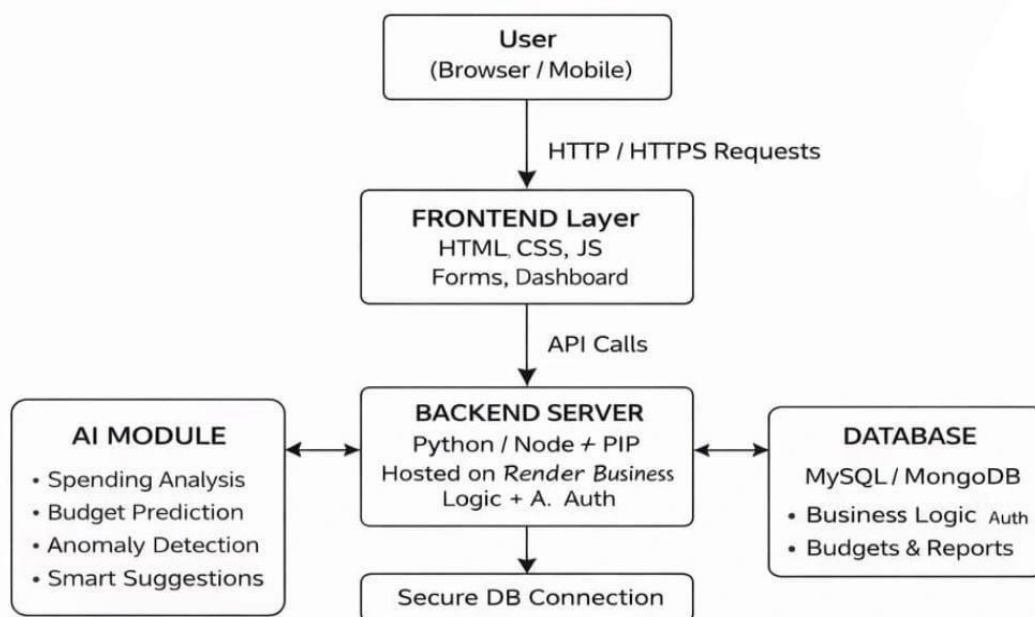 User
(Browser / Mobile)
HTTP / HTTPS Requests
FRONTEND Layer
HTML, CSS, JS
Forms, Dashboard
API Calls
BACKEND SERVER
Python / Node + PIP
Hosted on Render Business
Logic + A. Auth
AI MODULE
• Spending Analysis
• Budget Prediction
• Anomaly Detection
• Smart Suggestions
DATABASE
MySQL / MongoDB
• Business Logic Auth
• Budgets & Reports
Secure DB Connection